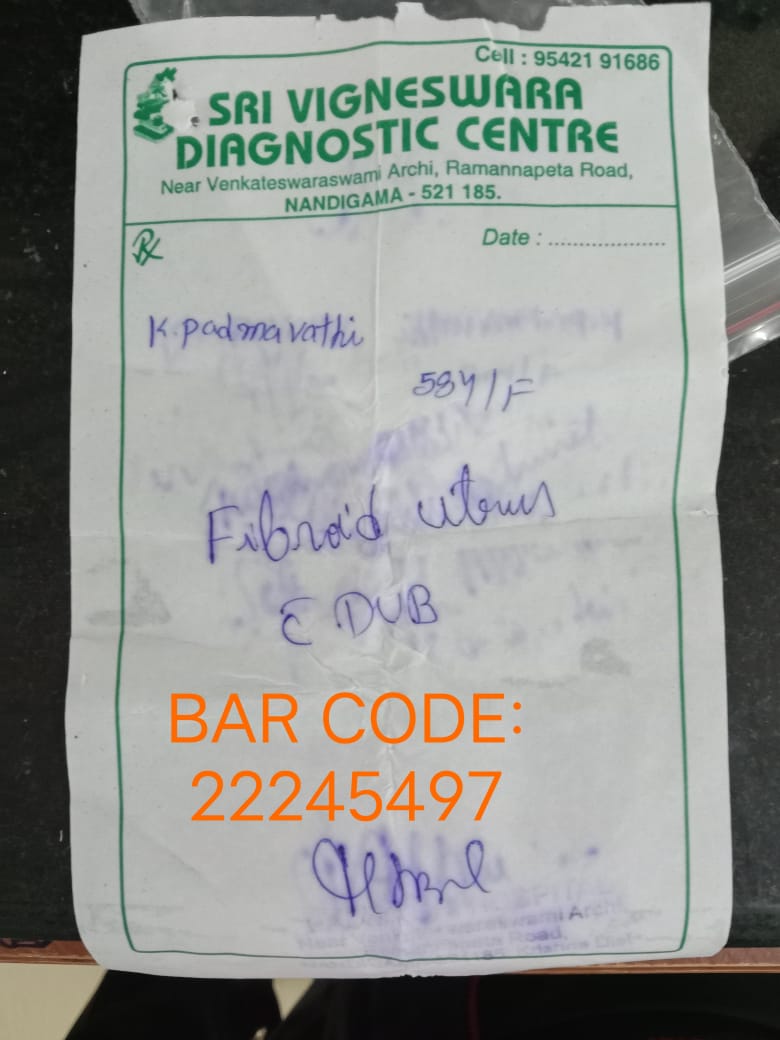 Cell : 95421 91686
SRI VIGNESWARA
DIAGNOSTIC CENTRE
Near Venkateswaraswami Archi, Ramannapeta Road,
NANDIGAMA - 521 185.
Rx
Date : ....................
K.padmavathi
58Y/F
Fibroid uterus
c̄ DUB
BAR CODE:
22245497